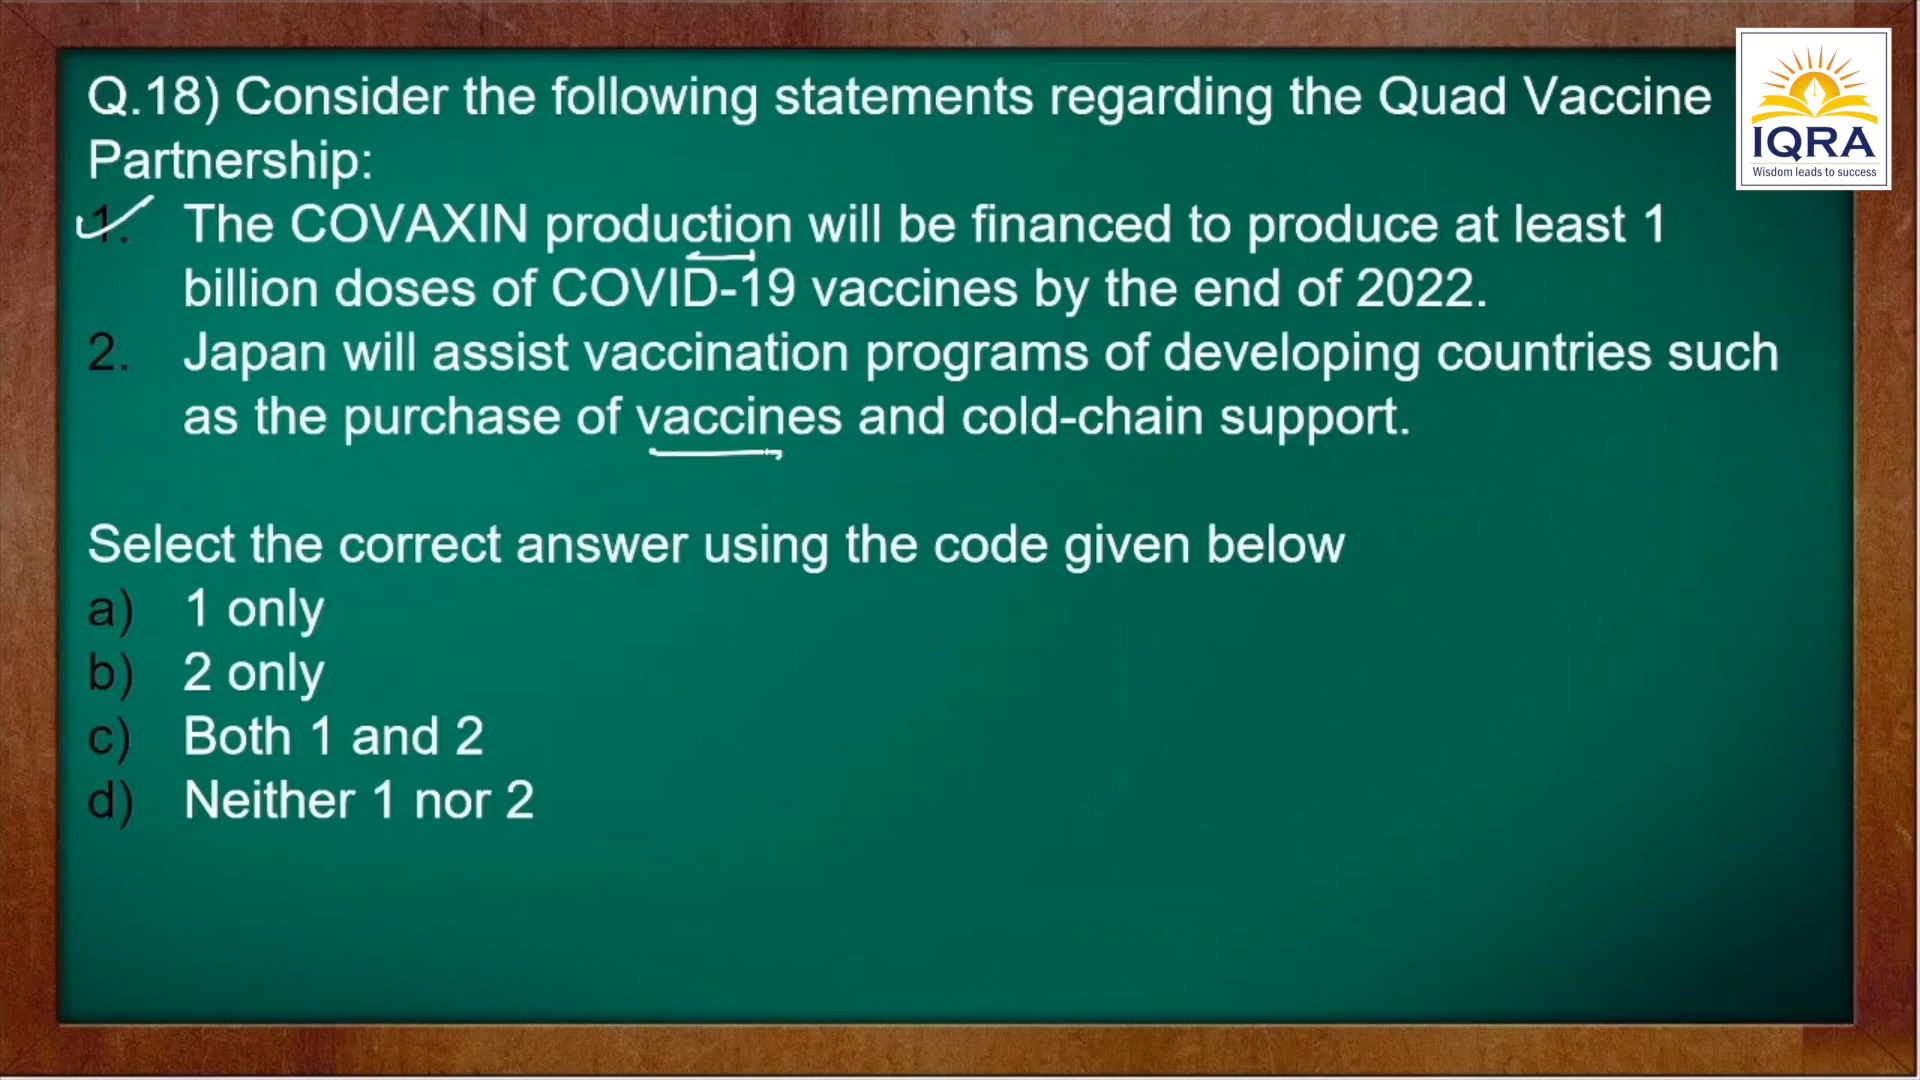 Q.18) Consider the following statements regarding the Quad Vaccine
Partnership:
1. The COVAXIN production will be financed to produce at least 1
billion doses of COVID-19 vaccines by the end of 2022.
2. Japan will assist vaccination programs of developing countries such
as the purchase of vaccines and cold-chain support.
Select the correct answer using the code given below
a) 1 only
b) 2 only
c) Both 1 and 2
d) Neither 1 nor 2
IQRA
Wisdom leads to success